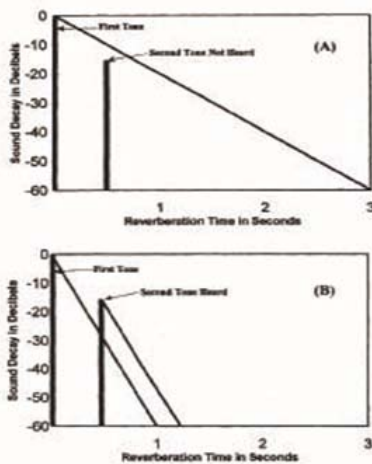 0
First Tone
(A)
-10
Second Tone Not Heard
-20
-30
-40
-50
-60
Sound Decay in Decibels
1
2
3
Reverberation Time in Seconds
0
First Tone
(B)
-10
Second Tone Heard
-20
-30
-40
-50
-60
Sound Decay in Decibels
1
2
3
Reverberation Time in Seconds